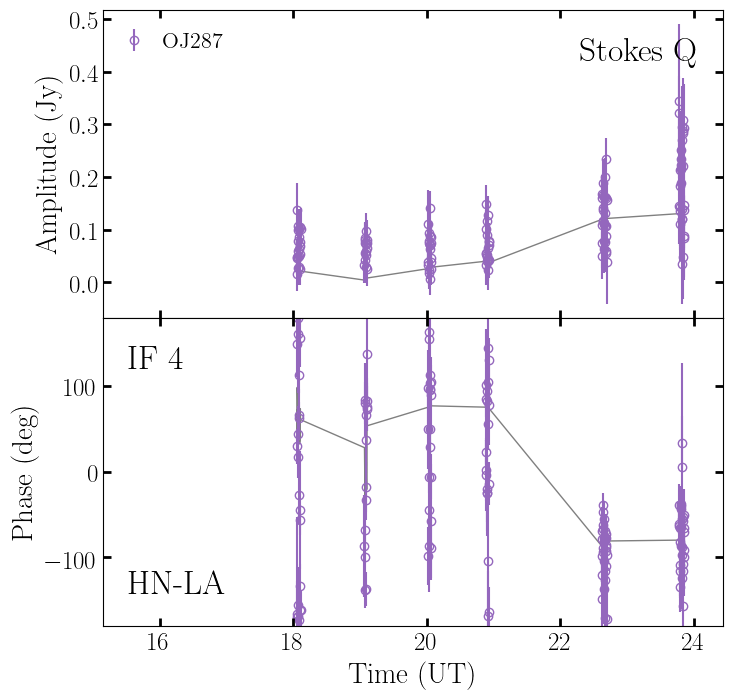 0.5
OJ287
Stokes Q
0.4
0.3
0.2
0.1
0.0
Amplitude (Jy)
IF 4
100
0
−100
Phase (deg)
HN-LA
16 18 20 22 24
Time (UT)